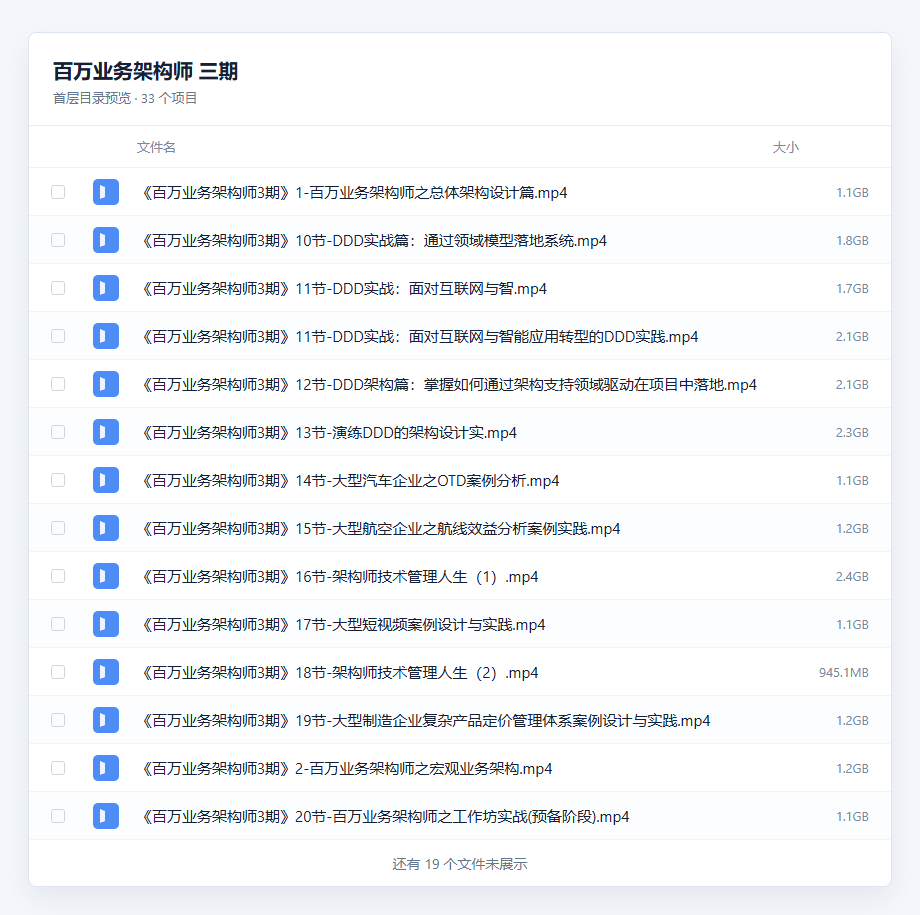 百万业务架构师 三期
首层目录预览 · 33 个项目
文件名 大小
《百万业务架构师3期》1-百万业务架构师之总体架构设计篇.mp4 1.1GB
《百万业务架构师3期》10节-DDD实战篇：通过领域模型落地系统.mp4 1.8GB
《百万业务架构师3期》11节-DDD实战：面对互联网与智.mp4 1.7GB
《百万业务架构师3期》11节-DDD实战：面对互联网与智能应用转型的DDD实践.mp4 2.1GB
《百万业务架构师3期》12节-DDD架构篇：掌握如何通过架构支持领域驱动在项目中落地.mp4 2.1GB
《百万业务架构师3期》13节-演练DDD的架构设计实.mp4 2.3GB
《百万业务架构师3期》14节-大型汽车企业之OTD案例分析.mp4 1.1GB
《百万业务架构师3期》15节-大型航空企业之航线效益分析案例实践.mp4 1.2GB
《百万业务架构师3期》16节-架构师技术管理人生（1）.mp4 2.4GB
《百万业务架构师3期》17节-大型短视频案例设计与实践.mp4 1.1GB
《百万业务架构师3期》18节-架构师技术管理人生（2）.mp4 945.1MB
《百万业务架构师3期》19节-大型制造企业复杂产品定价管理体系案例设计与实践.mp4 1.2GB
《百万业务架构师3期》2-百万业务架构师之宏观业务架构.mp4 1.2GB
《百万业务架构师3期》20节-百万业务架构师之工作坊实战(预备阶段).mp4 1.1GB
还有 19 个文件未展示